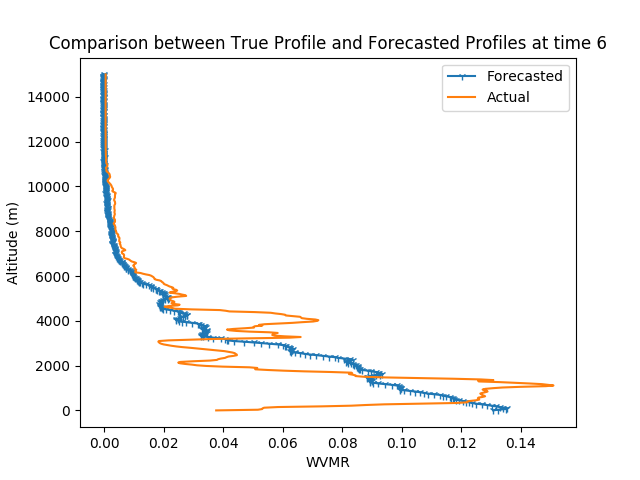 Comparison between True Profile and Forecasted Profiles at time 6
Forecasted
Actual
14000
12000
10000
8000
6000
4000
2000
0
Altitude (m)
0.00 0.02 0.04 0.06 0.08 0.10 0.12 0.14
WVMR